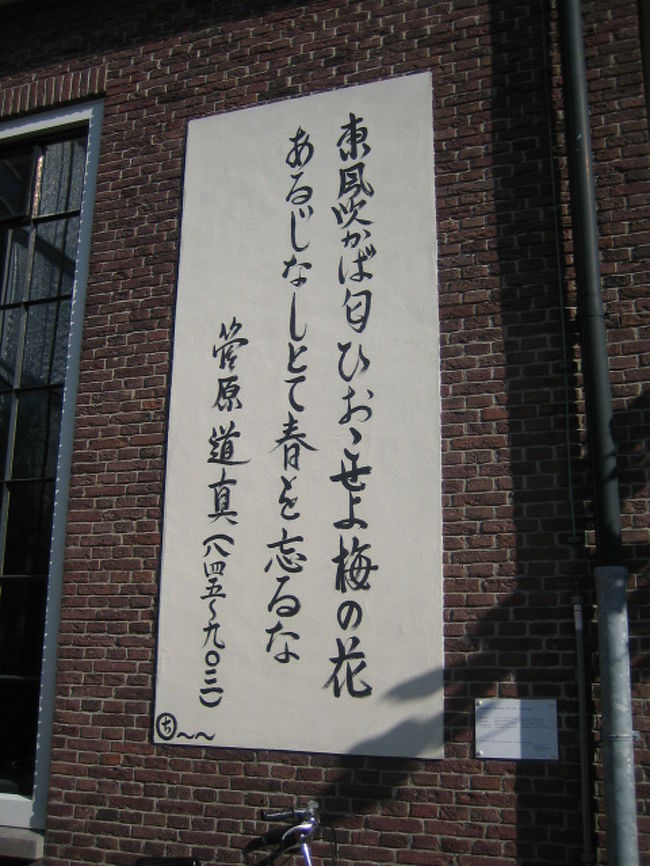 東風吹かば匂ひおこせよ梅の花
あるじなしとて春を忘るな
菅原道真(八四五〜九〇三)
ち